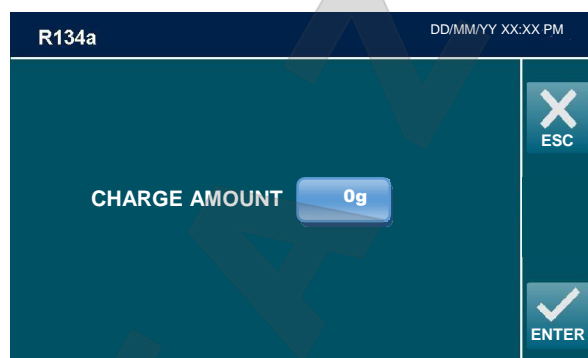 R134a
DD/MM/YY XX:XX PM
ESC
CHARGE AMOUNT 0g
ENTER